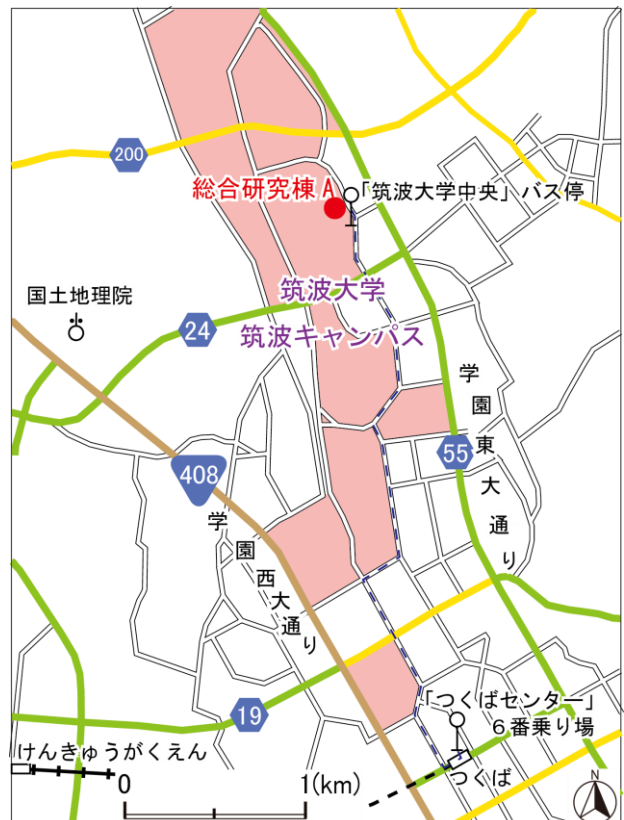 200
総合研究棟 A
「筑波大学中央」バス停
国土地理院
筑波大学
24
筑波キャンパス
学園東大通り
55
408
学園西大通り
19
「つくばセンター」
6番乗り場
けんきゅうがくえん
つくば
0
1(km)
N